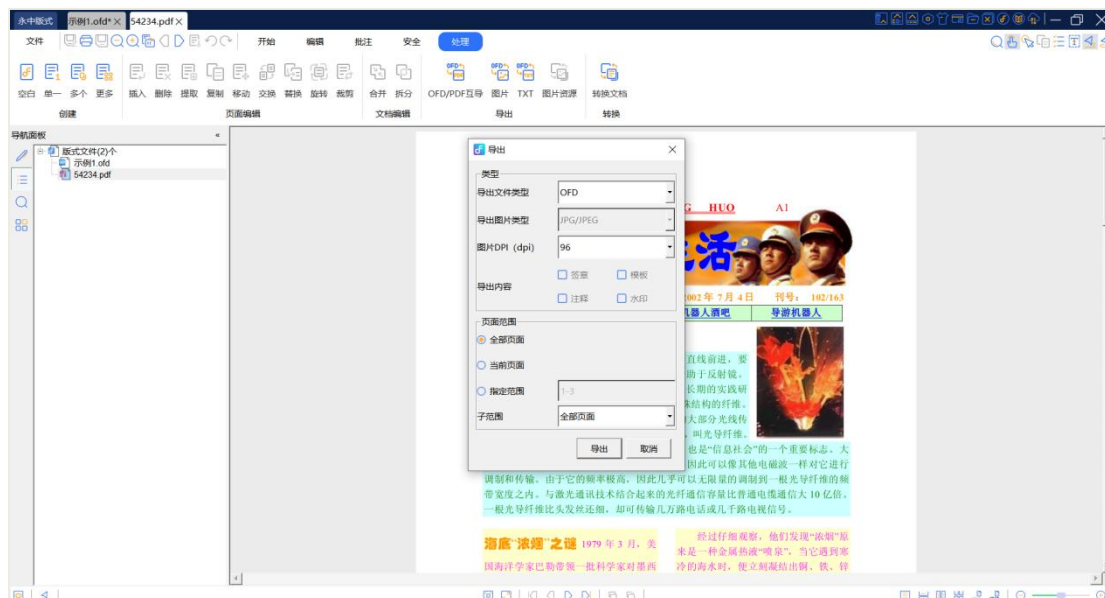 永中版式 示例1.ofd* 54234.pdf
文件 开始 编辑 批注 安全 处理
空白 单一 多个 更多 插入 删除 提取 复制 移动 交换 替换 旋转 裁剪 合并 拆分 OFD/PDF互导 图片 TXT 图片资源 转换文档
创建 页面编辑 文档编辑 导出 转换
导航面板
版式文件(2)个
示例1.ofd
54234.pdf
导出
类型
导出文件类型 OFD
导出图片类型 JPG/JPEG
图片DPI (dpi) 96
导出内容
签章 模板
注释 水印
页面范围
全部页面
当前页面
指定范围 1-3
子范围 全部页面
导出 取消
G HUO A1
活
002 年 7 月 4 日 刊号: 102/163
机器人酒吧 导游机器人
直线前进,要
助于反射镜。
长期的实践研
殊结构的纤维。
大部分光线传
,叫光导纤维。
也是“信息社会”的一个重要标志。大
因此可以像其他电磁波一样对它进行
调制和传输。由于它的频率极高,因此几乎可以无限量的调制到一根光导纤维的频
带宽度之内。与激光通讯技术结合起来的光纤通信容量比普通电缆通信大 10 亿倍。
一根光导纤维比头发丝还细,却可传输几万路电话或几千路电视信号。
海底“浓烟”之谜 1979 年 3 月,美
国海洋学家巴勒带领一批科学家对墨西
经过仔细观察,他们发现“浓烟”原
来是一种金属热液“喷泉”,当它遇到寒
冷的海水时,便立刻凝结出铜、铁、锌